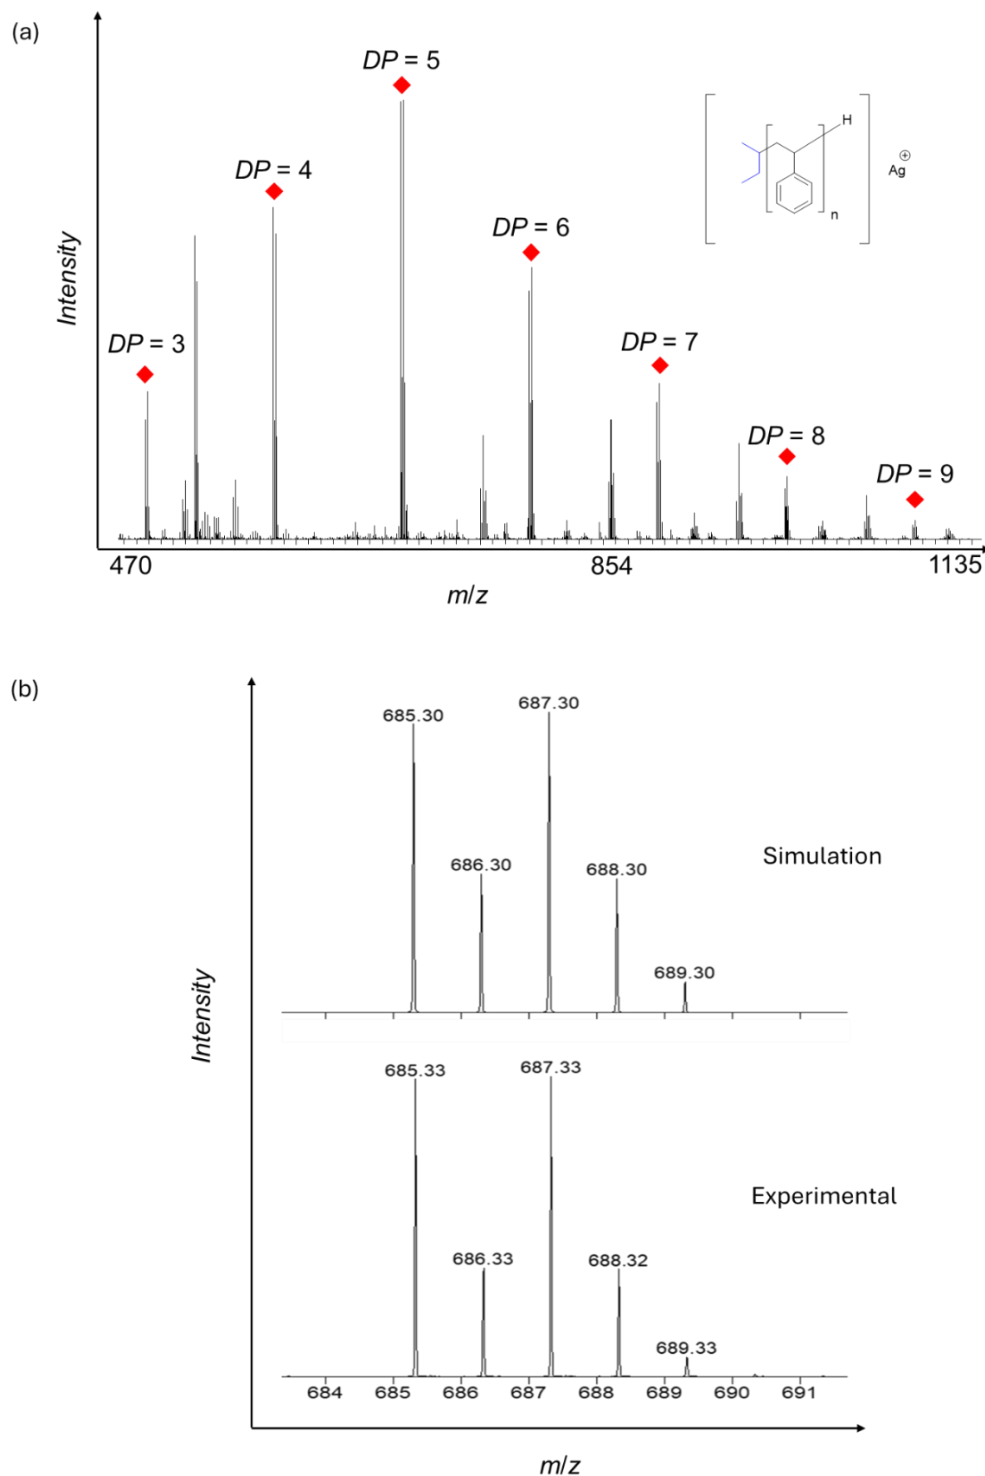 (a)
DP = 5
DP = 4
DP = 6
DP = 3
DP = 7
DP = 8
DP = 9
H
n
Ag⊕
Intensity
470
854
1135
m/z
(b)
685.30
687.30
686.30
688.30
689.30
Simulation
Intensity
685.33
687.33
686.33
688.32
689.33
Experimental
684 685 686 687 688 689 690 691
m/z